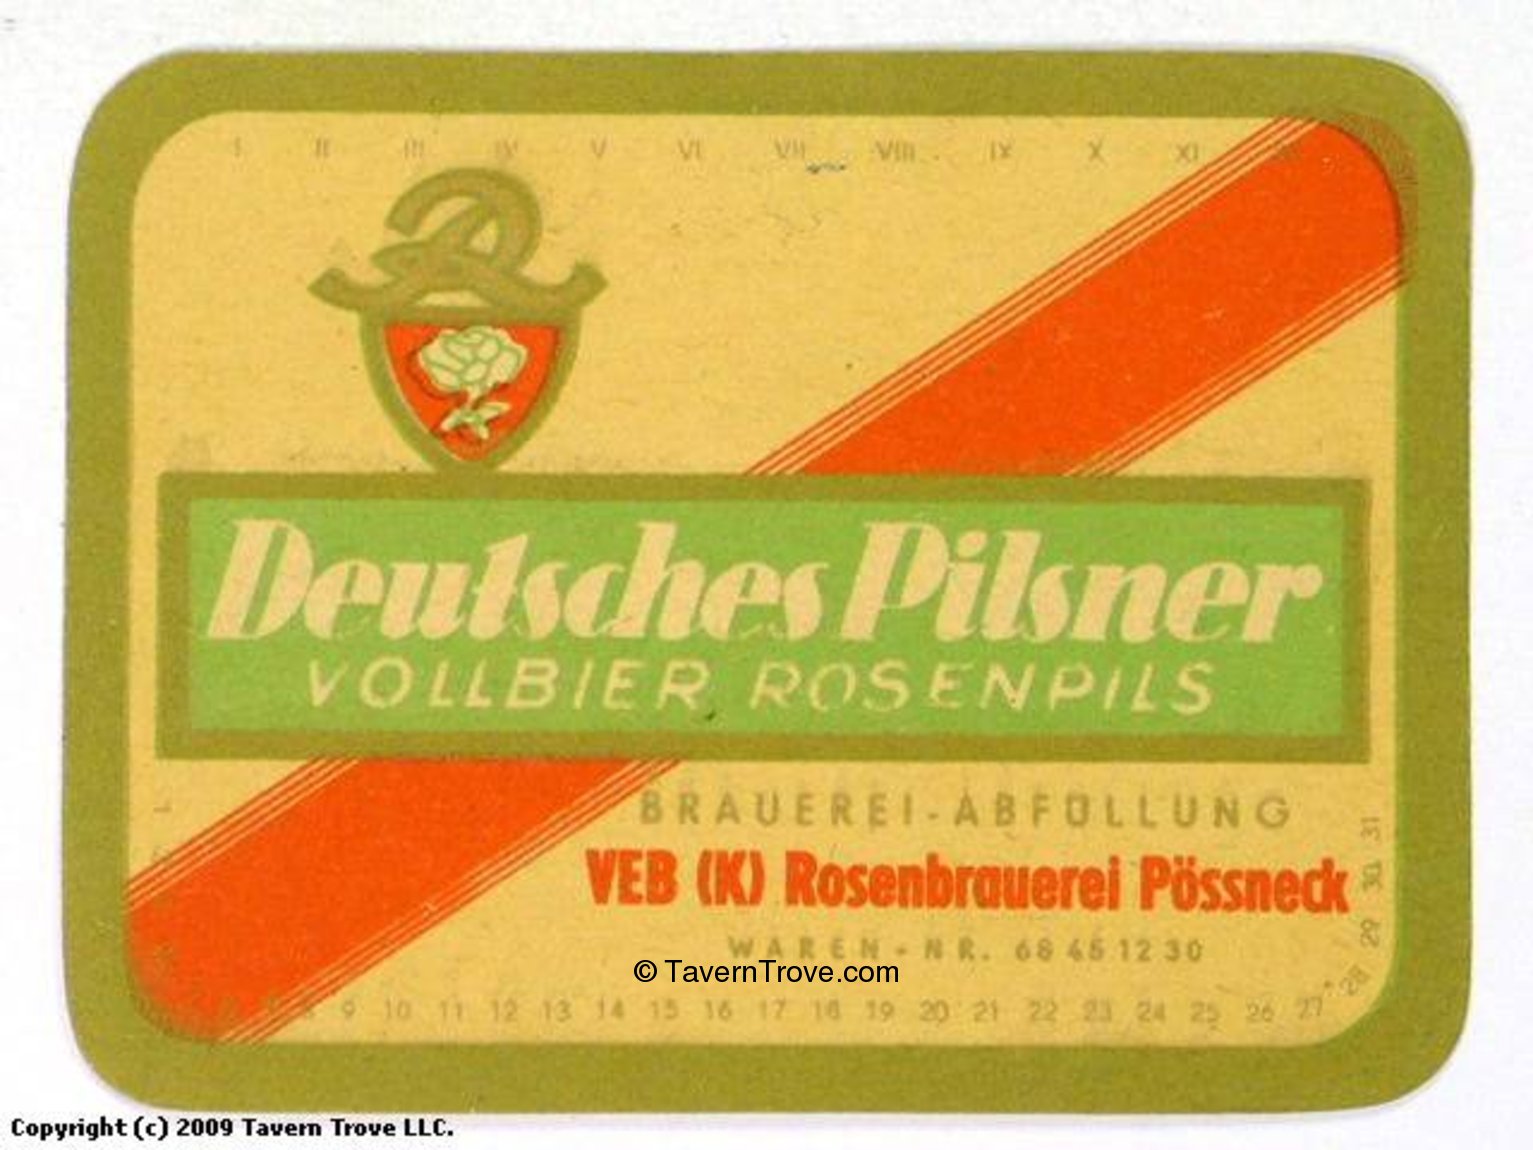 I II III IV V VI VII VIII IX X XI
Deutsches Pilsner
VOLLBIER ROSENPILS
BRAUEREI-ABFÜLLUNG
VEB (K) Rosenbrauerei Pössneck
WAREN-NR. 68 45 12 30
© TavernTrove.com
1
8 9 10 11 12 13 14 15 16 17 18 19 20 21 22 23 24 25 26 27 28 29 30 31
Copyright (c) 2009 Tavern Trove LLC.